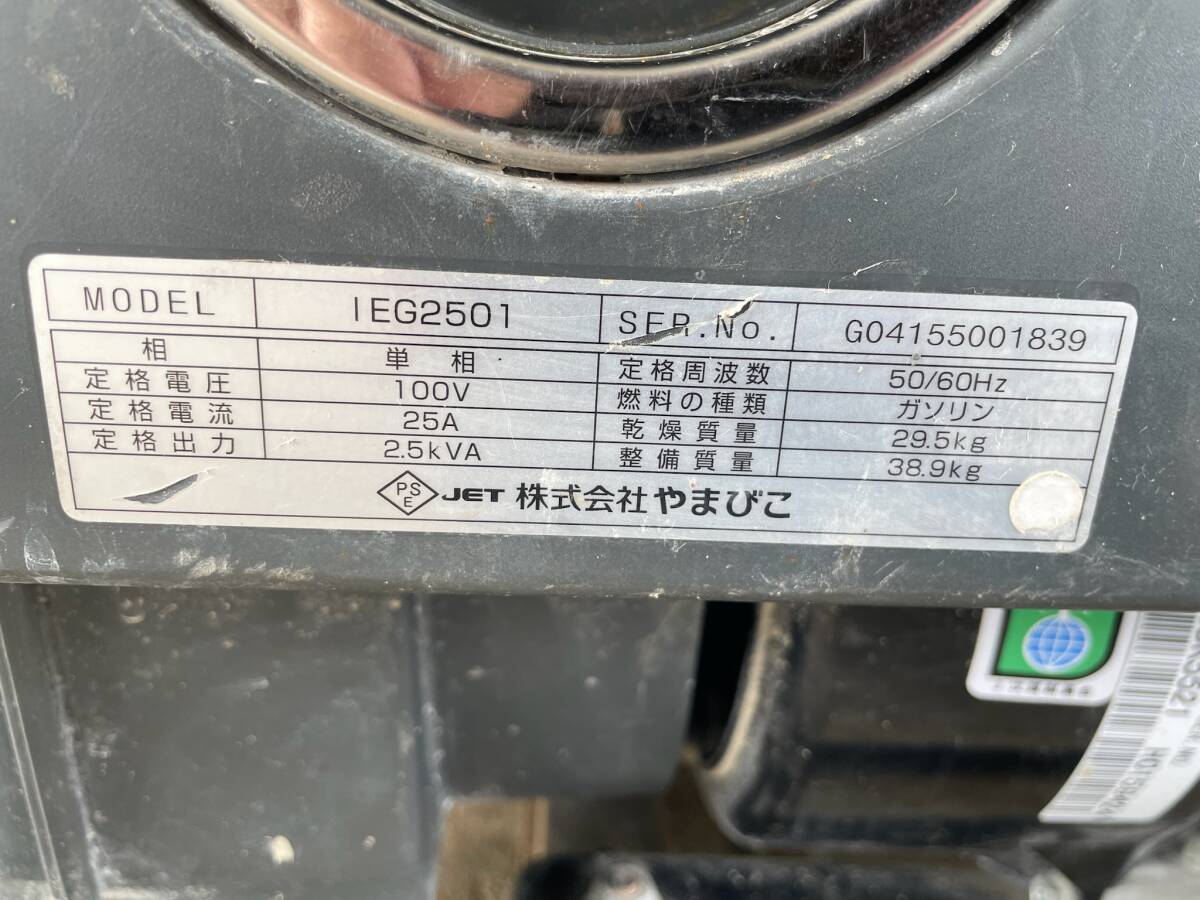 MODEL IEG2501 SER.No. G04155001839
相 単相 定格周波数 50/60Hz
定格電圧 100V 燃料の種類 ガソリン
定格電流 25A 乾燥質量 29.5kg
定格出力 2.5kVA 整備質量 38.9kg
PS E JET 株式会社やまびこ